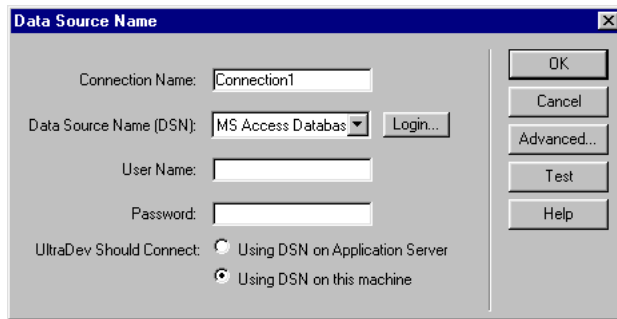 Data Source Name
Connection Name: Connection1
Data Source Name (DSN): MS Access Databas Login...
User Name:
Password:
UltraDev Should Connect: Using DSN on Application Server
Using DSN on this machine
OK
Cancel
Advanced...
Test
Help